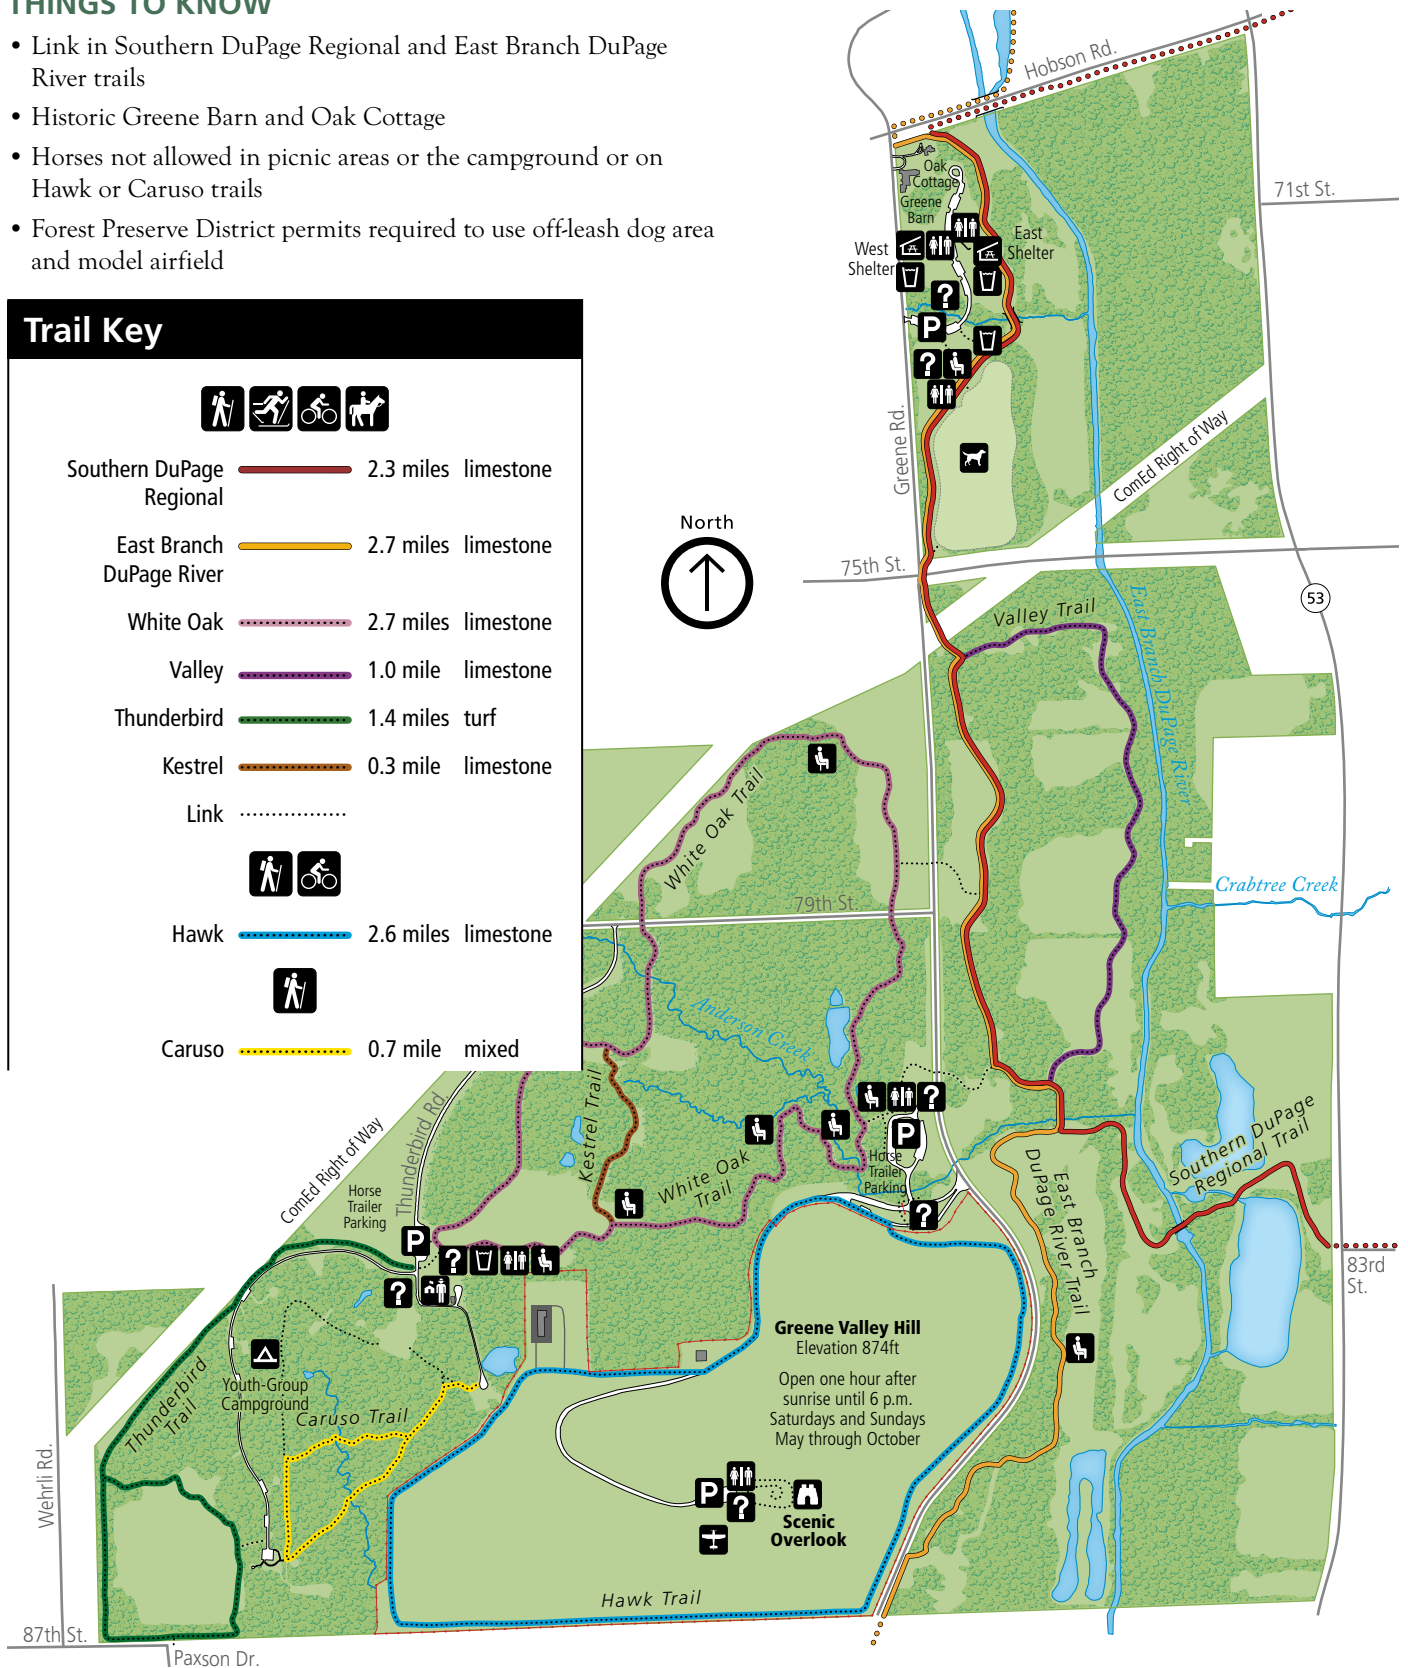 THINGS TO KNOW
• Link in Southern DuPage Regional and East Branch DuPage
River trails
• Historic Greene Barn and Oak Cottage
• Horses not allowed in picnic areas or the campground or on
Hawk or Caruso trails
• Forest Preserve District permits required to use off-leash dog area
and model airfield
Trail Key
Southern DuPage
Regional
2.3 miles limestone
East Branch
DuPage River
2.7 miles limestone
White Oak
2.7 miles limestone
Valley
1.0 mile limestone
Thunderbird
1.4 miles turf
Kestrel
0.3 mile limestone
Link
Hawk
2.6 miles limestone
Caruso
0.7 mile mixed
North
Hobson Rd.
71st St.
Oak
Cottage
Greene
Barn
West
Shelter
East
Shelter
?
P
?
Greene Rd.
ComEd Right of Way
75th St.
53
Valley Trail
East Branch DuPage River
White Oak Trail
79th St.
Crabtree Creek
Anderson Creek
Kestrel Trail
Thunderbird Rd.
ComEd Right of Way
?
P
Horse
Trailer
Parking
?
White Oak
Trail
Horse
Trailer
Parking
P
?
?
Southern DuPage
Regional Trail
East Branch
DuPage River Trail
83rd
St.
Greene Valley Hill
Elevation 874ft
Open one hour after
sunrise until 6 p.m.
Saturdays and Sundays
May through October
Youth-Group
Campground
Thunderbird
Trail
Caruso Trail
P
?
Scenic
Overlook
Wehrli Rd.
Hawk Trail
87th St.
Paxson Dr.